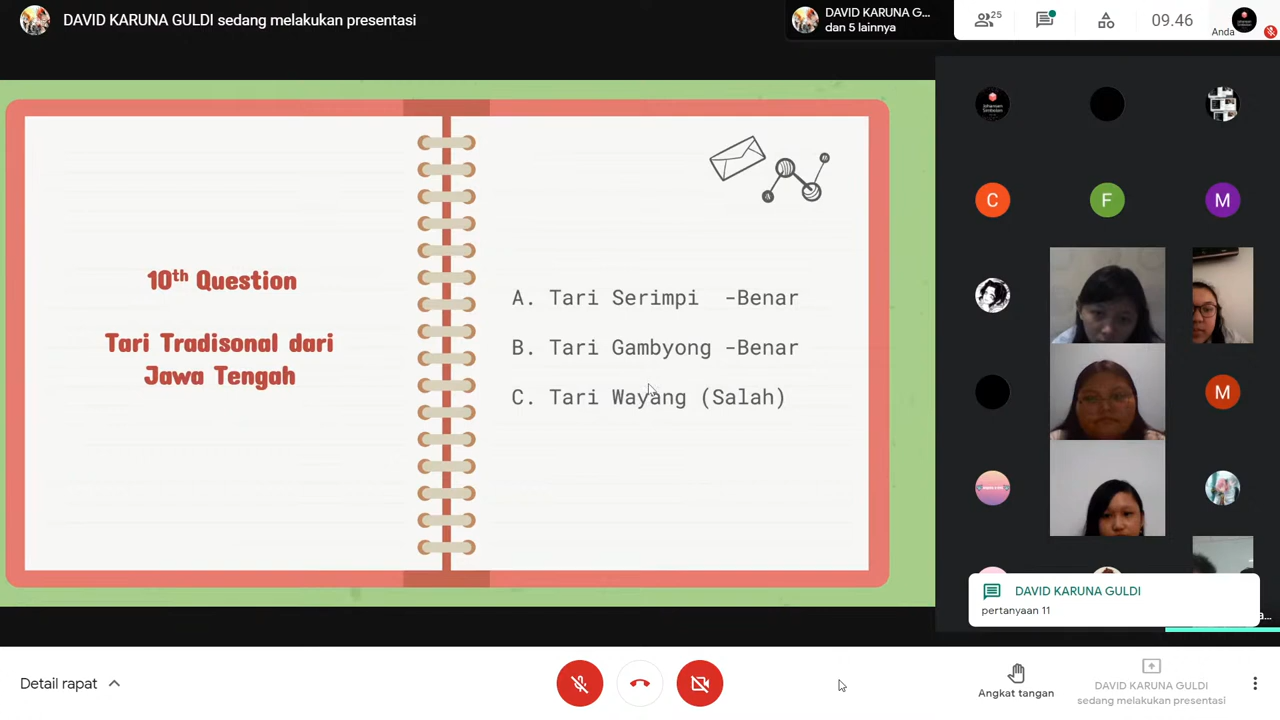 DAVID KARUNA GULDI sedang melakukan presentasi
DAVID KARUNA G...
dan 5 lainnya
25
09.46
Anda
10th Question
Tari Tradisonal dari
Jawa Tengah
A. Tari Serimpi -Benar
B. Tari Gambyong -Benar
C. Tari Wayang (Salah)
C
F
M
M
DAVID KARUNA GULDI
pertanyaan 11
Detail rapat
Angkat tangan
DAVID KARUNA GULDI
sedang melakukan presentasi